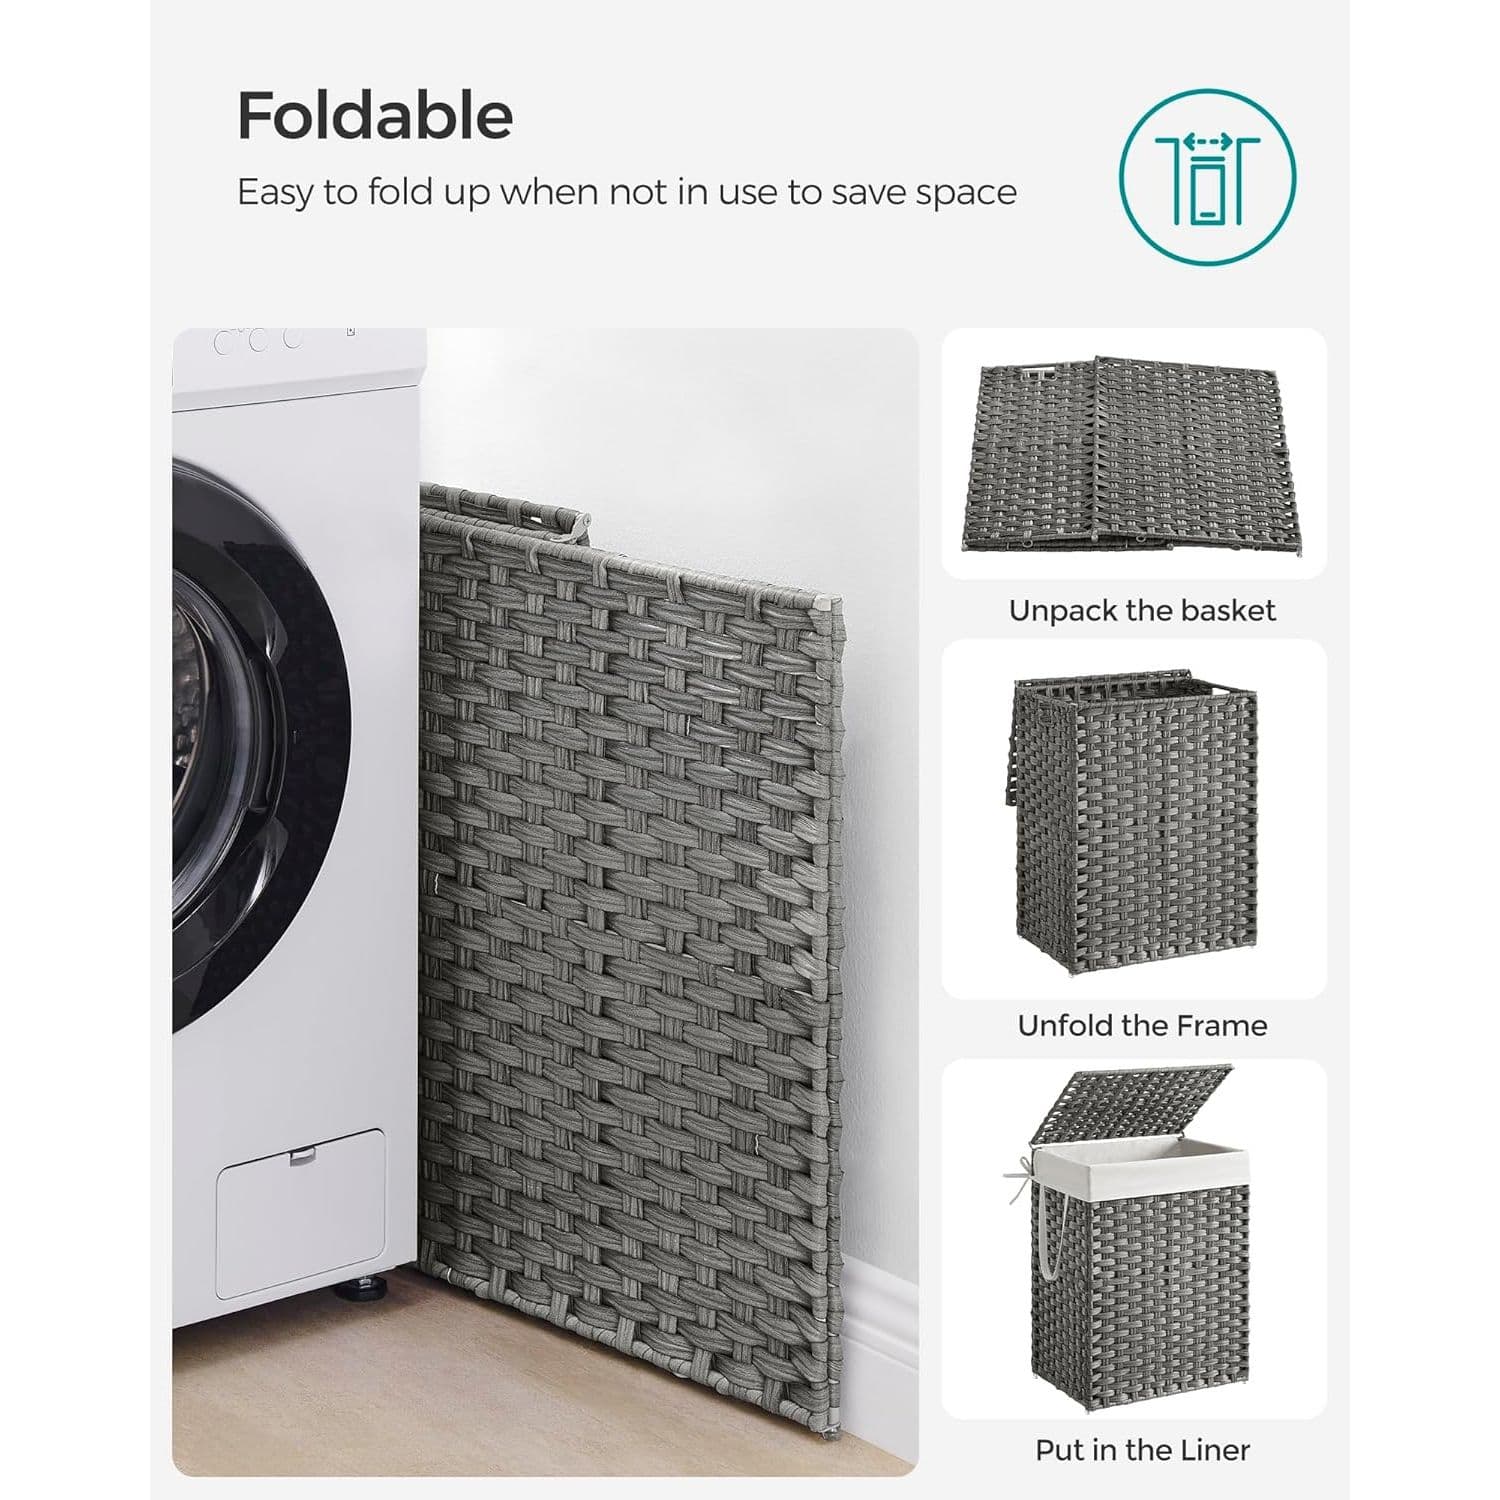 Foldable
Easy to fold up when not in use to save space
Unpack the basket
Unfold the Frame
Put in the Liner